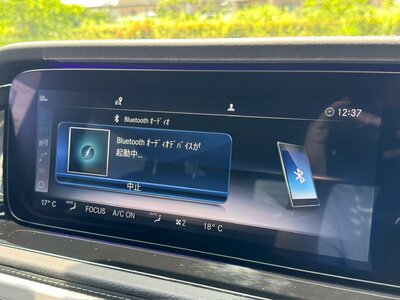 12:37
Bluetooth オーディオ
Bluetooth オーディオデバイスが
起動中...
中止
17°C FOCUS A/C ON 2 18°C